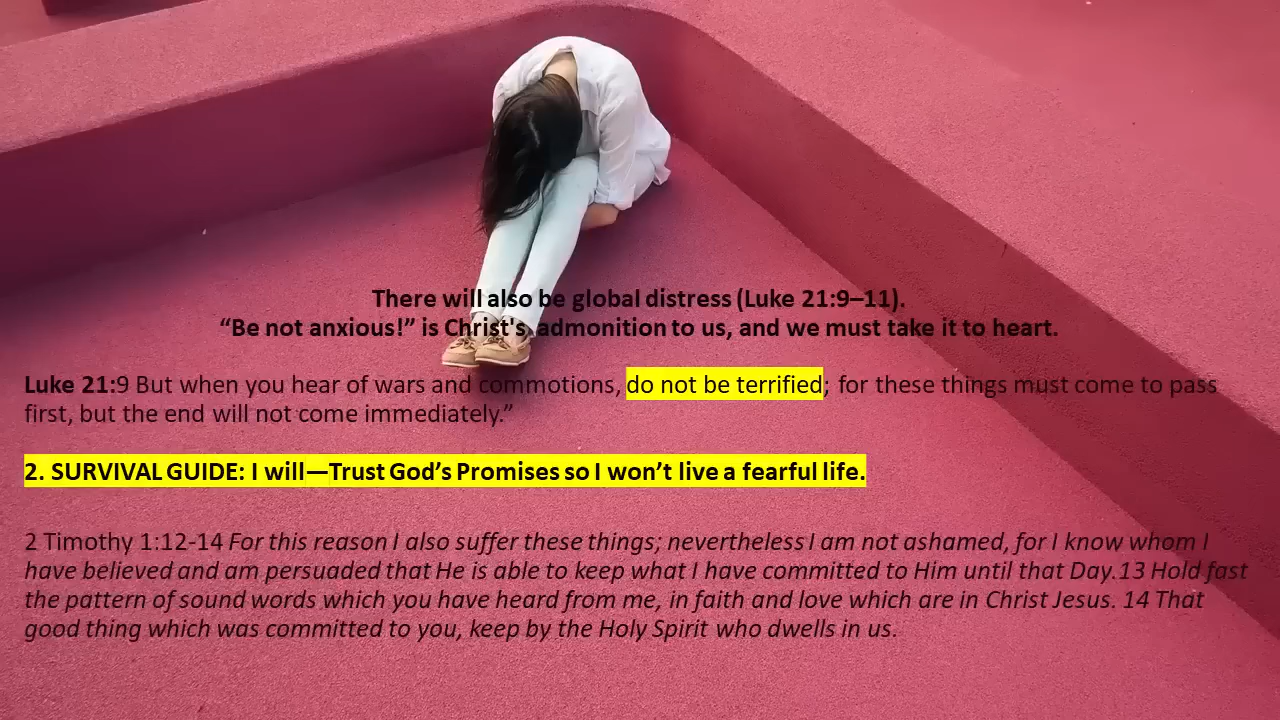 There will also be global distress (Luke 21:9–11).
“Be not anxious!” is Christ's admonition to us, and we must take it to heart.
Luke 21:9 But when you hear of wars and commotions, do not be terrified; for these things must come to pass
first, but the end will not come immediately.”
2. SURVIVAL GUIDE: I will—Trust God’s Promises so I won’t live a fearful life.
2 Timothy 1:12-14 For this reason I also suffer these things; nevertheless I am not ashamed, for I know whom I
have believed and am persuaded that He is able to keep what I have committed to Him until that Day.13 Hold fast
the pattern of sound words which you have heard from me, in faith and love which are in Christ Jesus. 14 That
good thing which was committed to you, keep by the Holy Spirit who dwells in us.